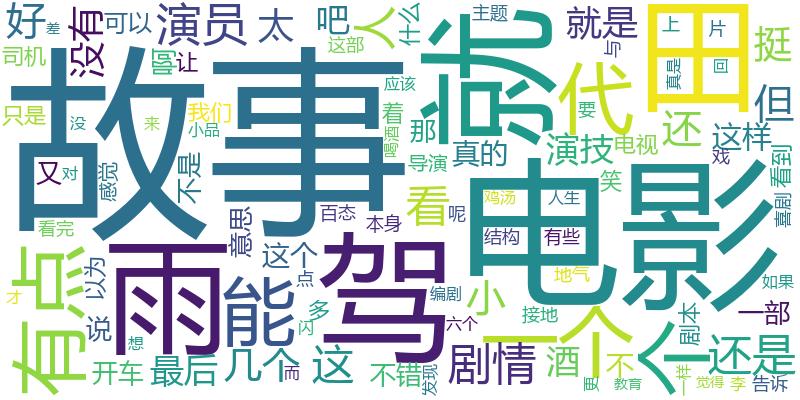 好
差
演员
太
吧
人
什么
主题
就是
与
上
片
真是
回
田
挺
司机
没有
可以
这部
啊
让
故事
就
代
但
只是
没
来
我们
小品
应该
着
喝酒
那
导演
真的
演技
要
电视
还
这样
戏
看到
喜剧
又
对
感觉
不是
笑
看完
百态
本身
看
呢
鸡汤
人生
结构
有些
电影
意思
雨
驾
这个
点
有点
以为
能
多
闪
编剧
六个
小
接地
地气
一个
个
剧本
如果
一部
才
说
想
开车
最后
几个
而
这
不错
发现
剧情
酒
不
更
教育
一样
觉得
李
还是
告诉